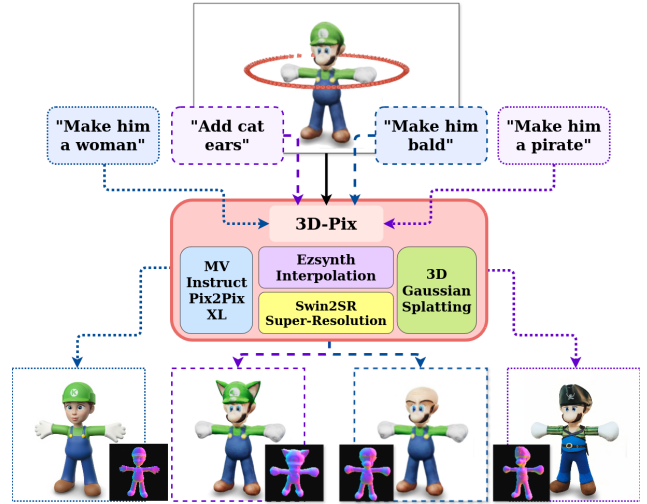 "Make him
a woman"
"Add cat
ears"
"Make him
bald"
"Make him
a pirate"
3D-Pix
MV
Instruct
Pix2Pix
XL
Ezsynth
Interpolation
Swin2SR
Super-Resolution
3D
Gaussian
Splatting